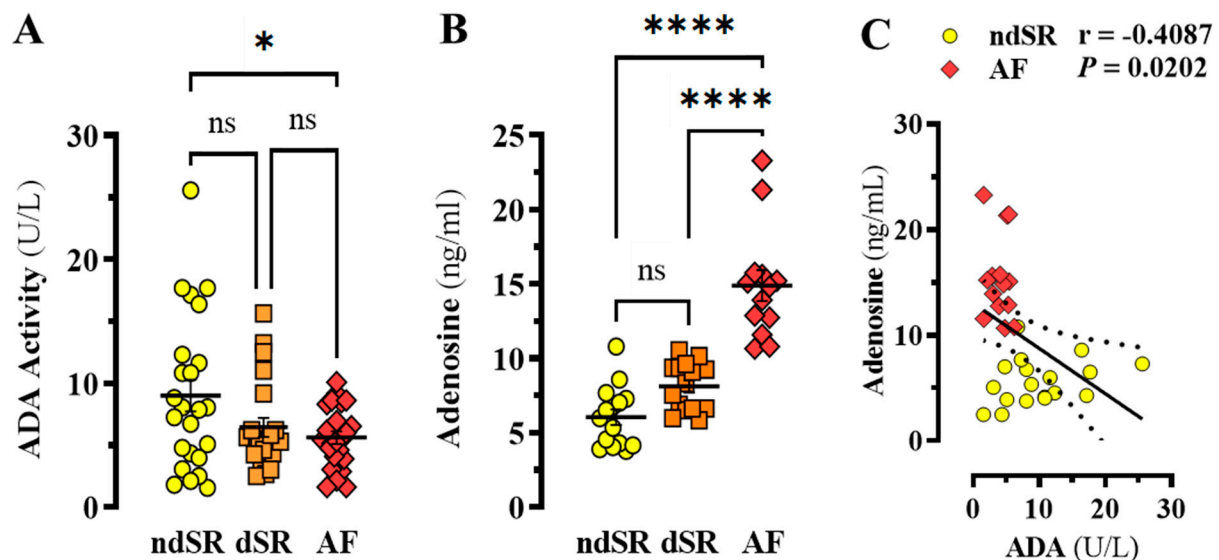 A
*
ns
ns
ADA Activity (U/L)
30
20
10
0
ndSR
dSR
AF
B
****
****
ns
Adenosine (ng/ml)
25
20
15
10
5
0
ndSR
dSR
AF
C
ndSR r = -0.4087
AF P = 0.0202
Adenosine (ng/mL)
30
20
10
0
0 10 20 30
ADA (U/L)